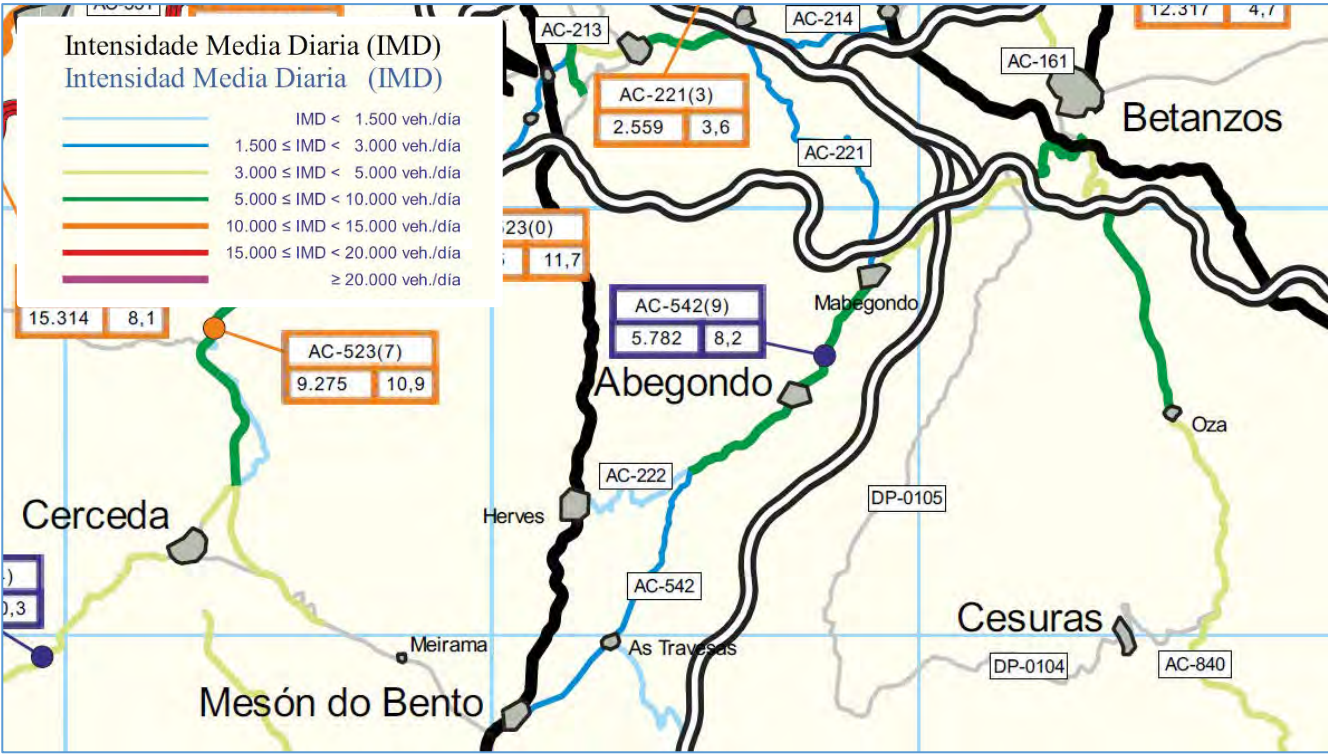 Intensidade Media Diaria (IMD)
Intensidad Media Diaria (IMD)
IMD < 1.500 veh./día
1.500 ≤ IMD < 3.000 veh./día
3.000 ≤ IMD < 5.000 veh./día
5.000 ≤ IMD < 10.000 veh./día
10.000 ≤ IMD < 15.000 veh./día
15.000 ≤ IMD < 20.000 veh./día
≥ 20.000 veh./día
AC-213
AC-214
12.317 4,7
AC-161
Betanzos
AC-221(3)
2.559 3,6
AC-221
23(0)
11,7
Mabegondo
AC-542(9)
5.782 8,2
Abegondo
15.314 8,1
AC-523(7)
9.275 10,9
Oza
AC-222
DP-0105
Herves
Cerceda
AC-542
0,3
Cesuras
Meirama
As Travesas
DP-0104
AC-840
Mesón do Bento